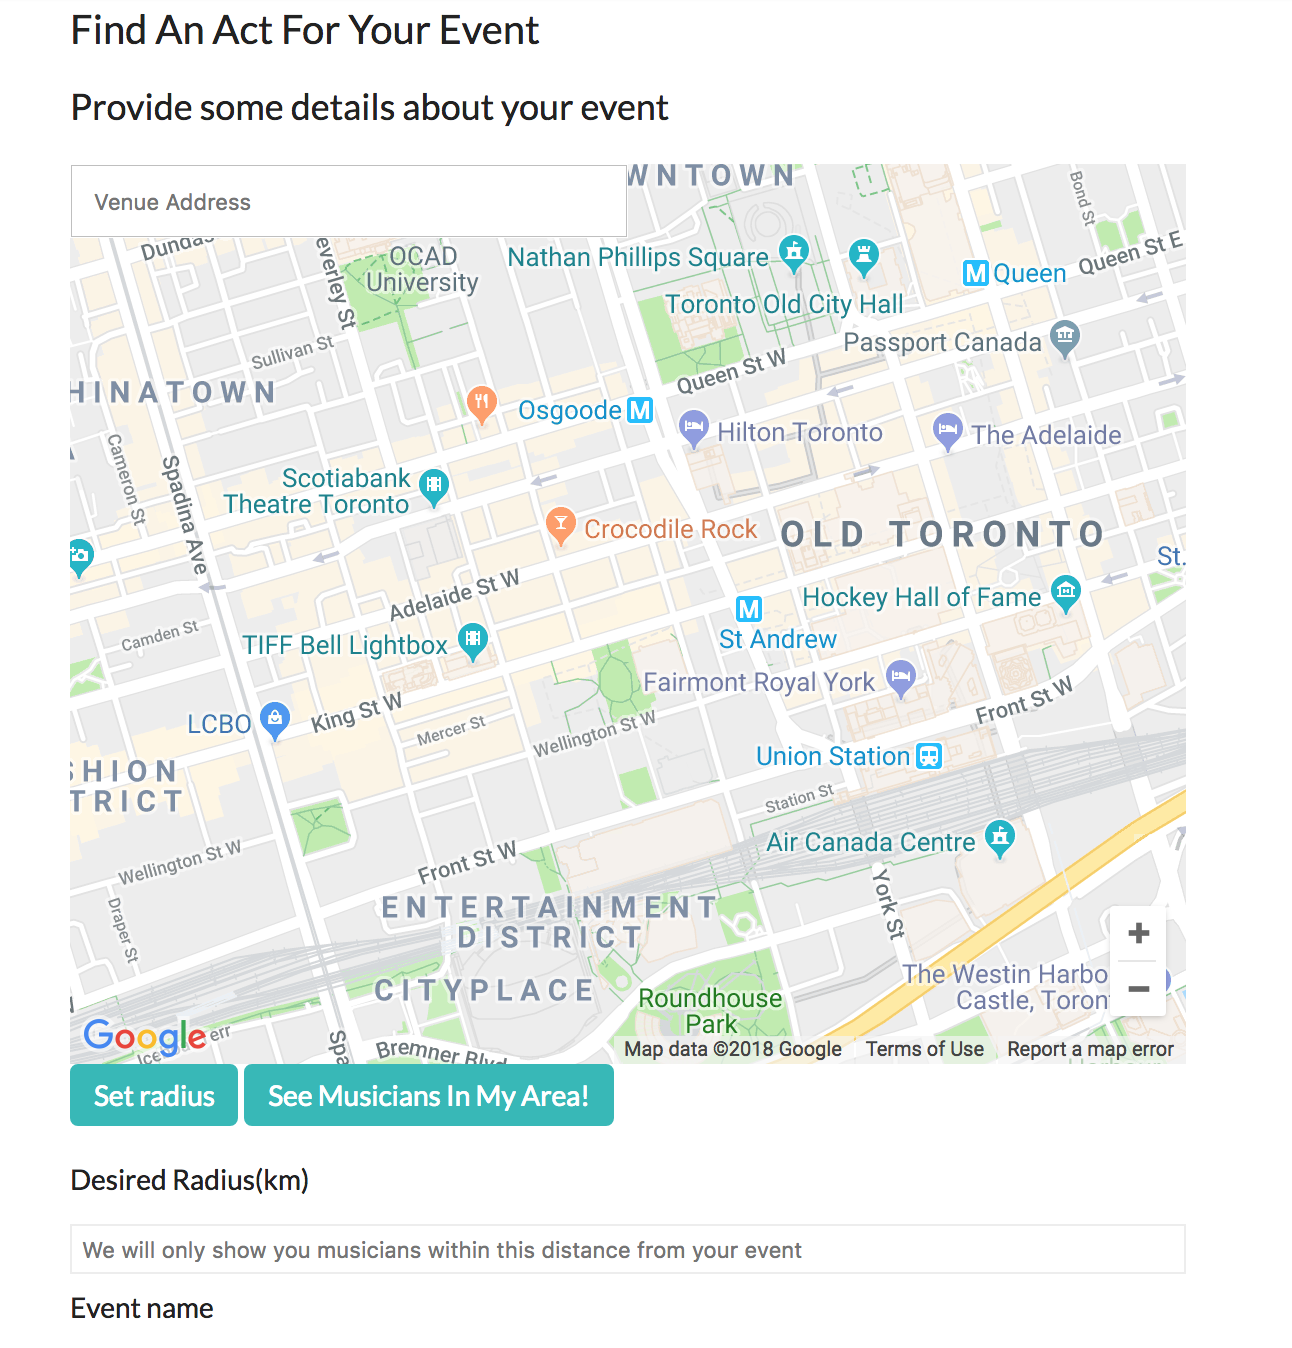 Find An Act For Your Event
Provide some details about your event
Venue Address
WNTOWN
Bond St
Dundas
everley St
OCAD
University
Nathan Phillips Square
Queen
Queen St E
Toronto Old City Hall
Passport Canada
Sullivan St
Queen St W
HINATOWN
Osgoode
Hilton Toronto
The Adelaide
Cameron St
Spadina Ave
Scotiabank
Theatre Toronto
Crocodile Rock
OLD TORONTO
St.
Adelaide St W
Hockey Hall of Fame
Camden St
TIFF Bell Lightbox
St Andrew
Fairmont Royal York
LCBO
King St W
Mercer St
Wellington St W
Front St W
Union Station
SHION
TRICT
Station St
Air Canada Centre
Wellington St W
Front St W
York St
Draper St
ENTERTAINMENT
DISTRICT
CITYPLACE
The Westin Harbo
Castle, Toron
Roundhouse
Park
Google
err
Ice
Spa
Bremner Blvd
Map data ©2018 Google
Terms of Use
Report a map error
Set radius
See Musicians In My Area!
Desired Radius(km)
We will only show you musicians within this distance from your event
Event name